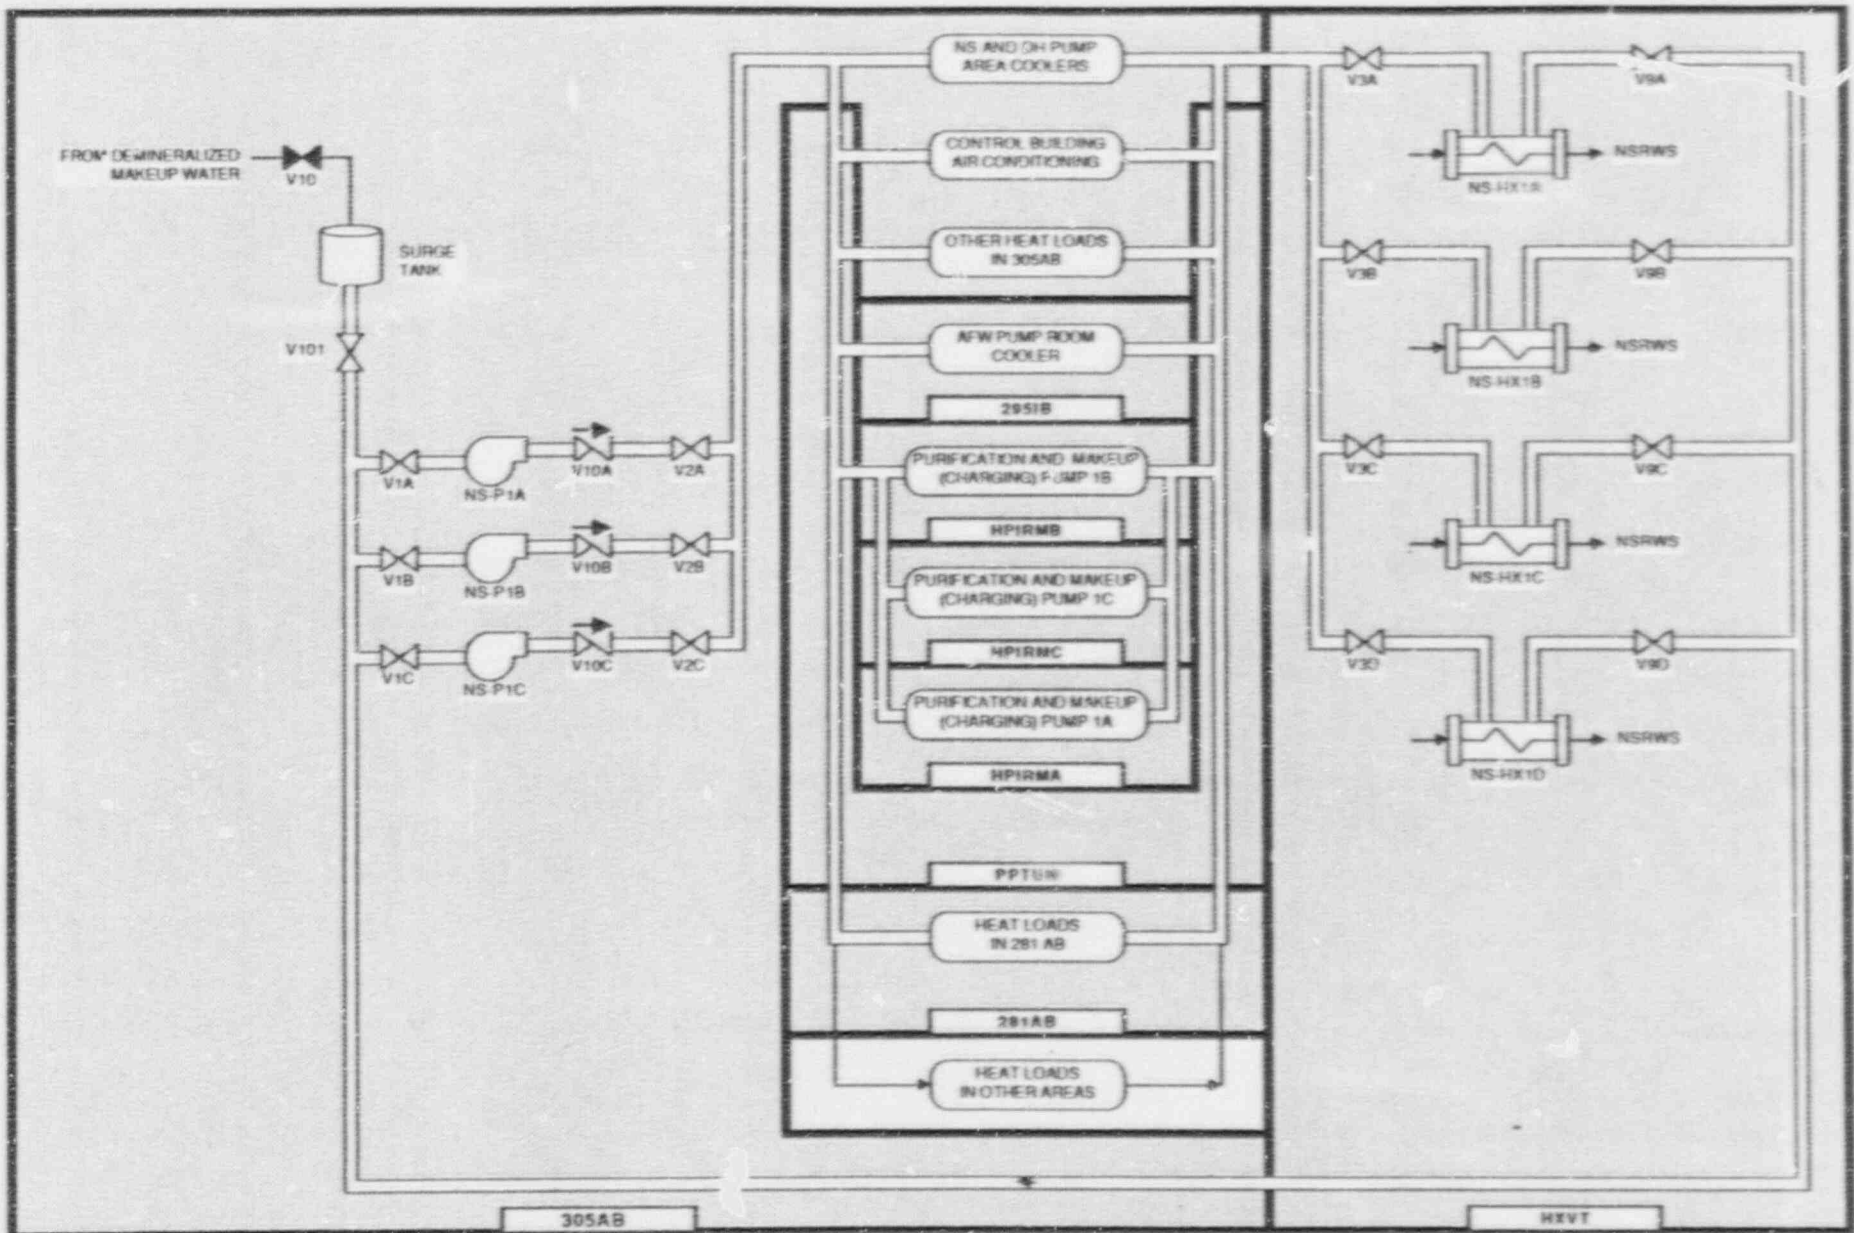 NS AND DH PUMP
AREA COOLERS
V3A
V9A
FROM DEMINERALIZED
MAKEUP WATER
V10
CONTROL BUILDING
AIR CONDITIONING
NSRWS
NS-HX1A
SURGE
TANK
OTHER HEAT LOADS
IN 305AB
V3B
V9B
V101
AFW PUMP ROOM
COOLER
NSRWS
NS-HX1B
295IB
V1A
NS-P1A
V10A
V2A
PURIFICATION AND MAKEUP
(CHARGING) PUMP 1B
V3C
V9C
HPIRMB
NSRWS
NS-HX1C
V1B
NS-P1B
V10B
V2B
PURIFICATION AND MAKEUP
(CHARGING) PUMP 1C
HPIRMC
V1C
NS-P1C
V10C
V2C
V3D
V9D
PURIFICATION AND MAKEUP
(CHARGING) PUMP 1A
NSRWS
NS-HX1D
HPIRMA
PPTUN
HEAT LOADS
IN 281 AB
281AB
HEAT LOADS
IN OTHER AREAS
305AB
HXVT